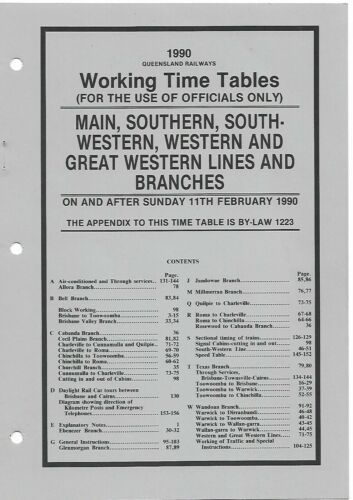 1990
QUEENSLAND RAILWAYS
Working Time Tables
(FOR THE USE OF OFFICIALS ONLY)
MAIN, SOUTHERN, SOUTH-
WESTERN, WESTERN AND
GREAT WESTERN LINES AND
BRANCHES
ON AND AFTER SUNDAY 11TH FEBRUARY 1990
THE APPENDIX TO THIS TIME TABLE IS BY-LAW 1223
CONTENTS
Page.
A Air-conditioned and Through services.. 131-144
Allora Branch 78
B Bell Branch 83,84
Block Working 98
Brisbane to Toowoomba 3-15
Brisbane Valley Branch 33,34
C Cabanda Branch 36
Cecil Plains Branch 81,82
Charleville to Cunnamulla and Quilpie 71-72
Charleville to Roma 69-70
Chinchilla to Toowoomba 56-59
Chinchilla to Roma 60-62
Churchill Branch 35
Cunnamulla to Charleville 73-75
Cutting in and out of Cabins 98
D Daylight Rail Car tours between
Brisbane and Cairns 130
Diagram showing direction of
Kilometre Posts and Emergency
Telephones 153-156
E Explanatory Notes 1
Ebenezer Branch 30-32
G General Instructions 95-103
Glenmorgan Branch 87,89
Page.
J Jandowae Branch 85,86
M Millmerran Branch 76,77
Q Quilpie to Charleville 73-75
R Roma to Charleville 67-68
Roma to Chinchilla 64-66
Rosewood to Cabanda Branch 36
S Sectional timing of trains 126-129
Signal Cabins-cutting in and out 98
South-Western Line 46-51
Speed Table 145-152
T Texas Branch 79,80
Through Services,
Brisbane-Townsville-Cairns 134-144
Toowoomba to Brisbane 16-29
Toowoomba to Warwick 37-39
Toowoomba to Chinchilla 52-55
W Wandoan Branch 91-92
Warwick to Dirranbandi 46-48
Warwick to Toowoomba 40-42
Warwick to Wallan-garra 43-45
Wallan-garra to Warwick 44,45
Western and Great Western Lines 71-75
Working of Traffic and Special
Instructions 104-125